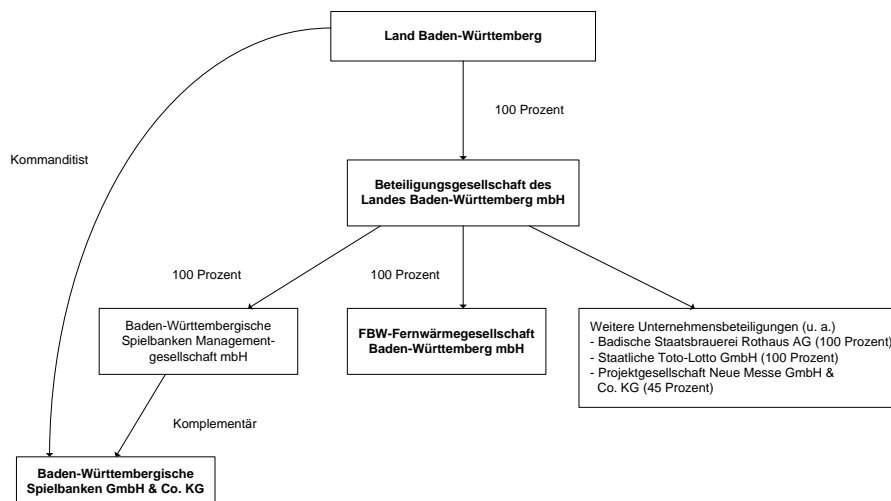 Land Baden-Württemberg
100 Prozent
Kommanditist
Beteiligungsgesellschaft des
Landes Baden-Württemberg mbH
100 Prozent
100 Prozent
Baden-Württembergische
Spielbanken Management-
gesellschaft mbH
FBW-Fernwärmegesellschaft
Baden-Württemberg mbH
Weitere Unternehmensbeteiligungen (u. a.)
- Badische Staatsbrauerei Rothaus AG (100 Prozent)
- Staatliche Toto-Lotto GmbH (100 Prozent)
- Projektgesellschaft Neue Messe GmbH &
Co. KG (45 Prozent)
Komplementär
Baden-Württembergische
Spielbanken GmbH & Co. KG